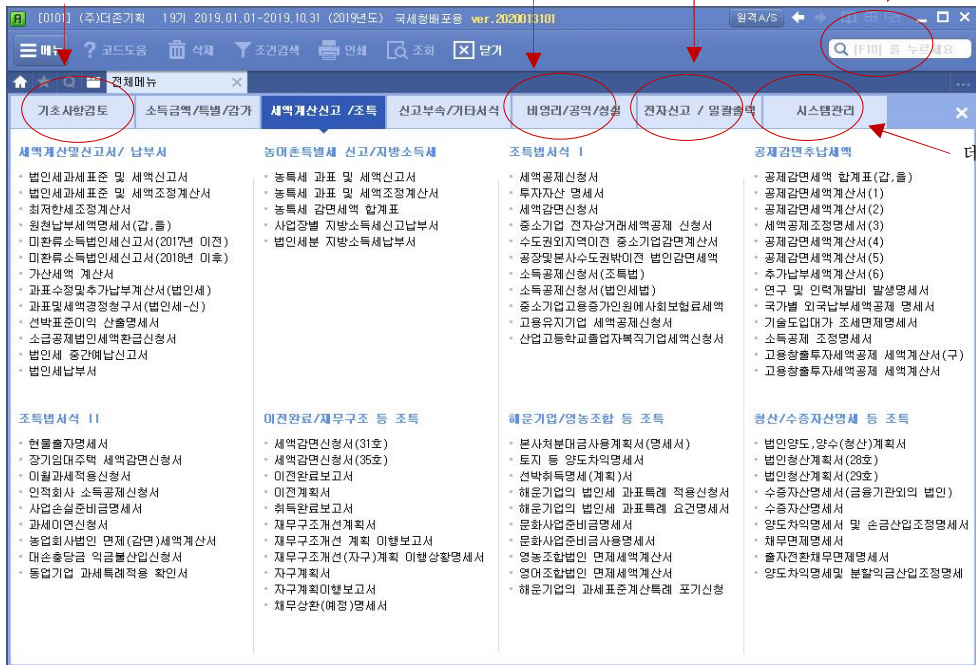 [0101] (주)더존기획 19기 2019.01.01-2019.10.31 (2019년도) 국세청배포용 ver.2020013101 원격A/S
메뉴 ? 코드도움 삭제 조건검색 인쇄 조회 닫기 [F10] 을 누르세요
전체메뉴
기초사항검토 소득금액/특별/감가 세액계산신고 /조특 신고부속/기타서식 비영리/공익/성실 전자신고 / 일괄출력 시스템관리
더
세액계산및신고서/ 납부서
· 법인세과세표준 및 세액신고서
· 법인세과세표준 및 세액조정계산서
· 최저한세조정계산서
· 원천납부세액명세서(갑,을)
· 미환류소득법인세신고서(2017년 이전)
· 미환류소득법인세신고서(2018년 이후)
· 가산세액 계산서
· 과표수정및추가납부계산서(법인세)
· 과표및세액경정청구서(법인세-신)
· 선박표준이익 산출명세서
· 소급공제법인세액환급신청서
· 법인세 중간예납신고서
· 법인세납부서
농어촌특별세 신고/지방소득세
· 농특세 과표 및 세액신고서
· 농특세 과표 및 세액조정계산서
· 농특세 감면세액 합계표
· 사업장별 지방소득세신고납부서
· 법인세분 지방소득세납부서
조특법서식 I
· 세액공제신청서
· 투자자산 명세서
· 세액감면신청서
· 중소기업 전자상거래세액공제 신청서
· 수도권외지역이전 중소기업감면계산서
· 공장및본사수도권밖이전 법인감면세액
· 소득공제신청서(조특법)
· 소득공제신청서(법인세법)
· 중소기업고용증가인원에사회보험료세액
· 고용유지기업 세액공제신청서
· 산업고등학교졸업자복직기업세액신청서
공제감면추납세액
· 공제감면세액 합계표(갑,을)
· 공제감면세액계산서(1)
· 공제감면세액계산서(2)
· 세액공제조정명세서(3)
· 공제감면세액계산서(4)
· 공제감면세액계산서(5)
· 추가납부세액계산서(6)
· 연구 및 인력개발비 발생명세서
· 국가별 외국납부세액공제 명세서
· 기술도입대가 조세면제명세서
· 소득공제 조정명세서
· 고용창출투자세액공제 세액계산서(구)
· 고용창출투자세액공제 세액계산서
조특법서식 II
· 현물출자명세서
· 장기임대주택 세액감면신청서
· 이월과세적용신청서
· 인적회사 소득공제신청서
· 사업손실준비금명세서
· 과세이연신청서
· 농업회사법인 면제(감면)세액계산서
· 대손충당금 익금불산입신청서
· 동업기업 과세특례적용 확인서
이전완료/재무구조 등 조특
· 세액감면신청서(31호)
· 세액감면신청서(35호)
· 이전완료보고서
· 이전계획서
· 취득완료보고서
· 재무구조개선계획서
· 재무구조개선 계획 이행보고서
· 재무구조개선(자구)계획 이행상황명세서
· 자구계획서
· 자구계획이행보고서
· 채무상환(예정)명세서
해운기업/영농조합 등 조특
· 본사처분대금사용계획서(명세서)
· 토지 등 양도차익명세서
· 선박취득명세(계획)서
· 해운기업의 법인세 과표특례 적용신청서
· 해운기업의 법인세 과표특례 요건명세서
· 문화사업준비금명세서
· 문화사업준비금사용명세서
· 영농조합법인 면제세액계산서
· 영어조합법인 면제세액계산서
· 해운기업의 과세표준계산특례 포기신청
청산/수증자산명세 등 조특
· 법인양도,양수(청산)계획서
· 법인청산계획서(28호)
· 법인청산계획서(29호)
· 수증자산명세서(금융기관외의 법인)
· 수증자산명세서
· 양도차익명세서 및 손금산입조정명세서
· 채무면제명세서
· 출자전환채무면제명세서
· 양도차익명세및 분할익금산입조정명세